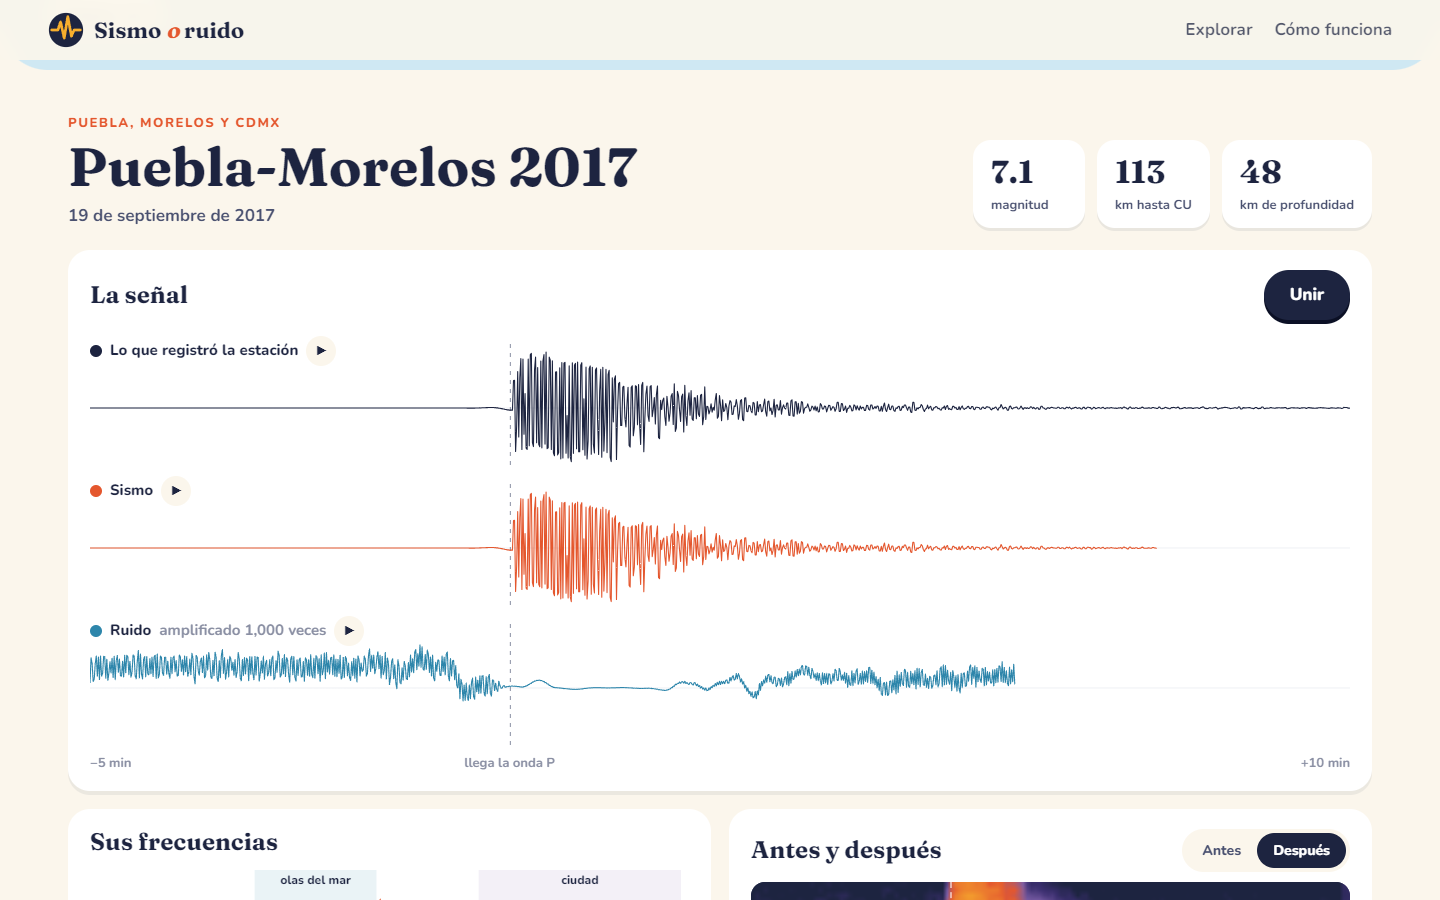 Sismo o ruido
Explorar Cómo funciona
PUEBLA, MORELOS Y CDMX
Puebla-Morelos 2017
19 de septiembre de 2017
7.1
magnitud
113
km hasta CU
48
km de profundidad
La señal
Unir
Lo que registró la estación
Sismo
Ruido amplificado 1,000 veces
−5 min
llega la onda P
+10 min
Sus frecuencias
olas del mar
ciudad
Antes y después
Antes Después